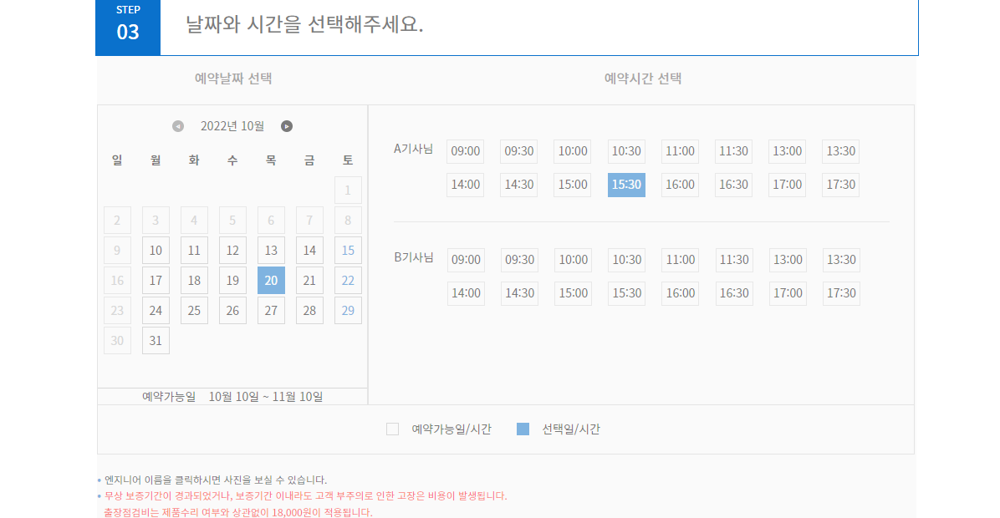 STEP
03
날짜와 시간을 선택해주세요.
예약날짜 선택
예약시간 선택
2022년 10월
일 월 화 수 목 금 토
1
2 3 4 5 6 7 8
9 10 11 12 13 14 15
16 17 18 19 20 21 22
23 24 25 26 27 28 29
30 31
예약가능일 10월 10일 ~ 11월 10일
A기사님 09:00 09:30 10:00 10:30 11:00 11:30 13:00 13:30
14:00 14:30 15:00 15:30 16:00 16:30 17:00 17:30
B기사님 09:00 09:30 10:00 10:30 11:00 11:30 13:00 13:30
14:00 14:30 15:00 15:30 16:00 16:30 17:00 17:30
예약가능일/시간 선택일/시간
• 엔지니어 이름을 클릭하시면 사진을 보실 수 있습니다.
• 무상 보증기간이 경과되었거나, 보증기간 이내라도 고객 부주의로 인한 고장은 비용이 발생됩니다.
출장점검비는 제품수리 여부와 상관없이 18,000원이 적용됩니다.